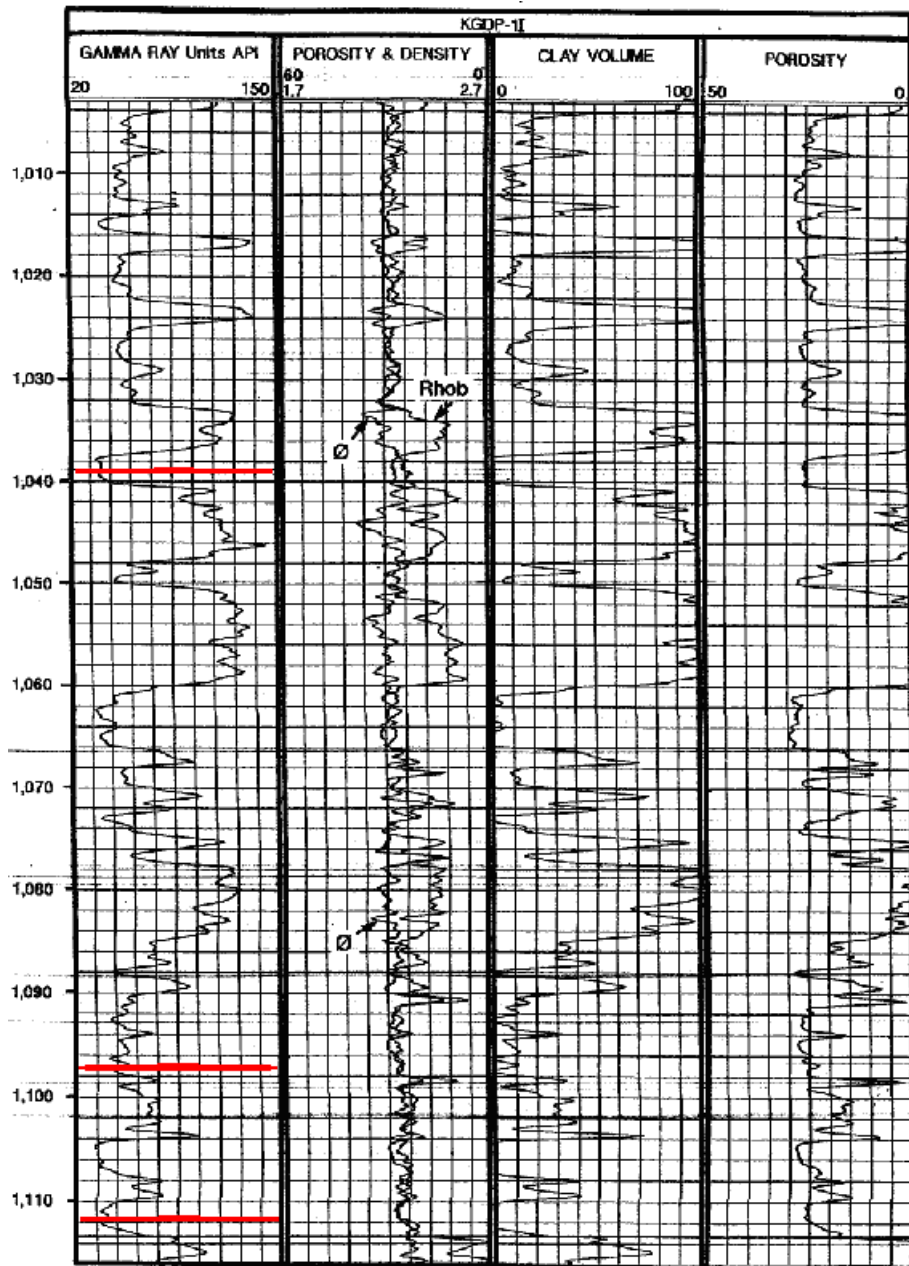 KGDP-1I
GAMMA RAY Units API POROSITY & DENSITY CLAY VOLUME POROSITY
60 0
20 150 1.7 2.7 0 100 50 0
1,010
1,020
1,030
Rhob
Ø
1,040
1,050
1,060
1,070
1,080
Ø
1,090
1,100
1,110